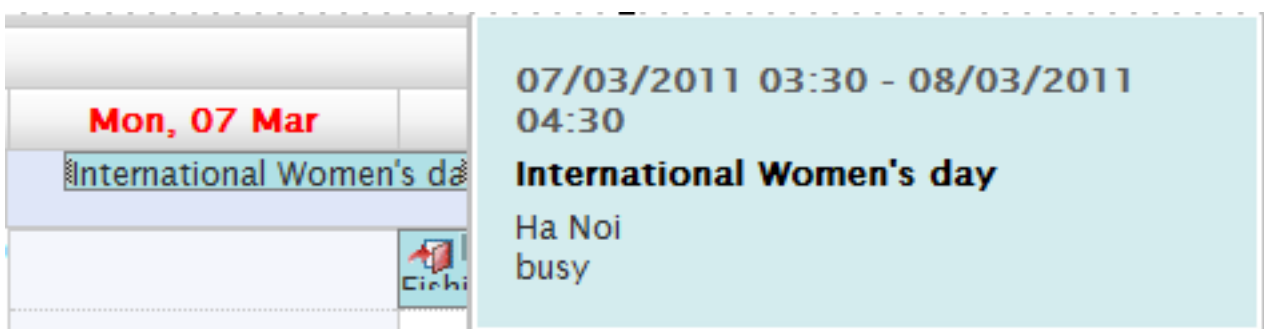 Mon, 07 Mar
International Women's da
07/03/2011 03:30 - 08/03/2011
04:30
International Women's day
Ha Noi
busy